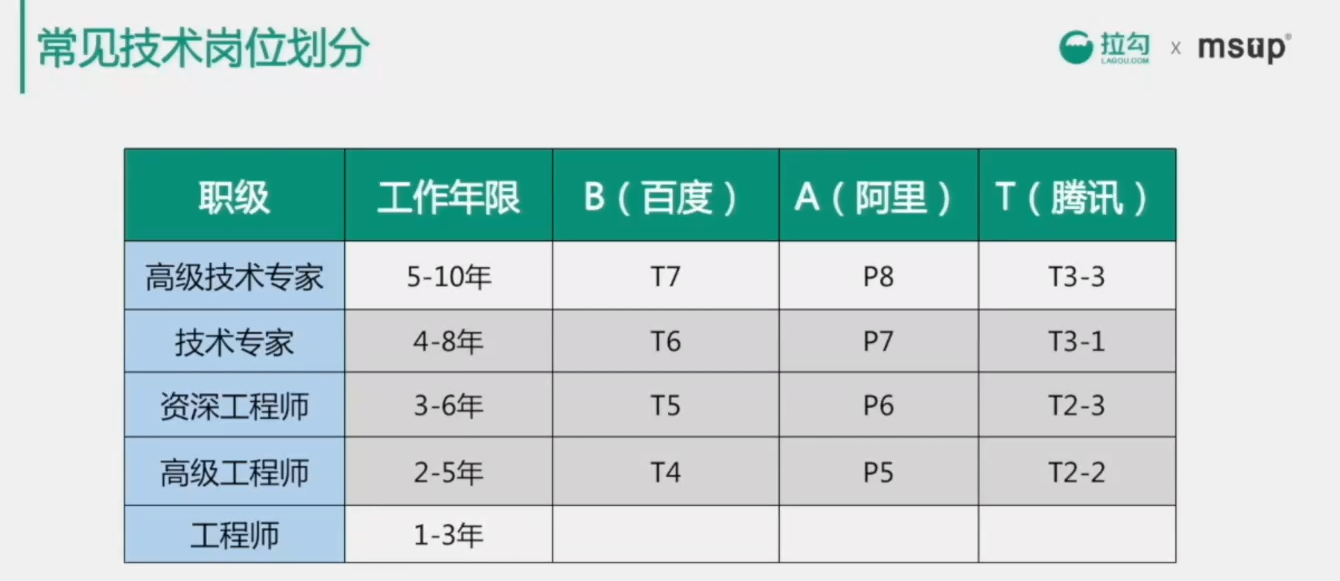 常见技术岗位划分
拉勾 x msup®
LAGOU.COM
职级 工作年限 B（百度） A（阿里） T（腾讯）
高级技术专家 5-10年 T7 P8 T3-3
技术专家 4-8年 T6 P7 T3-1
资深工程师 3-6年 T5 P6 T2-3
高级工程师 2-5年 T4 P5 T2-2
工程师 1-3年